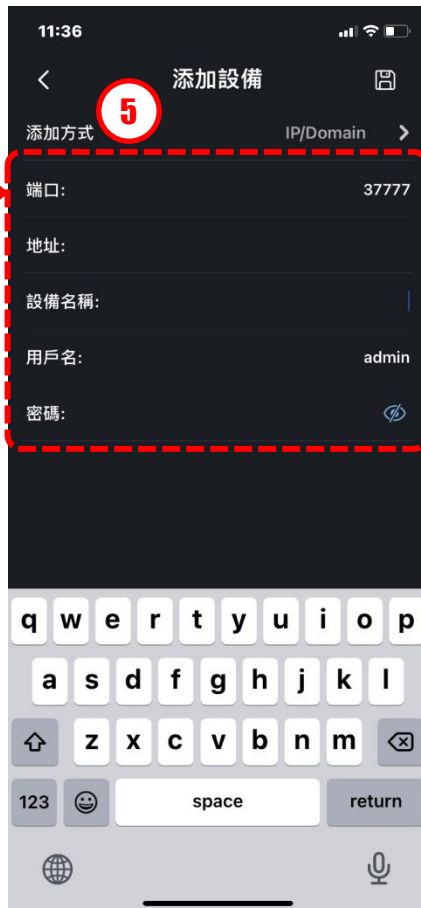 11:36
添加設備
5
添加方式 IP/Domain
端口: 37777
地址:
設備名稱:
用戶名: admin
密碼:
q w e r t y u i o p
a s d f g h j k l
z x c v b n m
123 space return